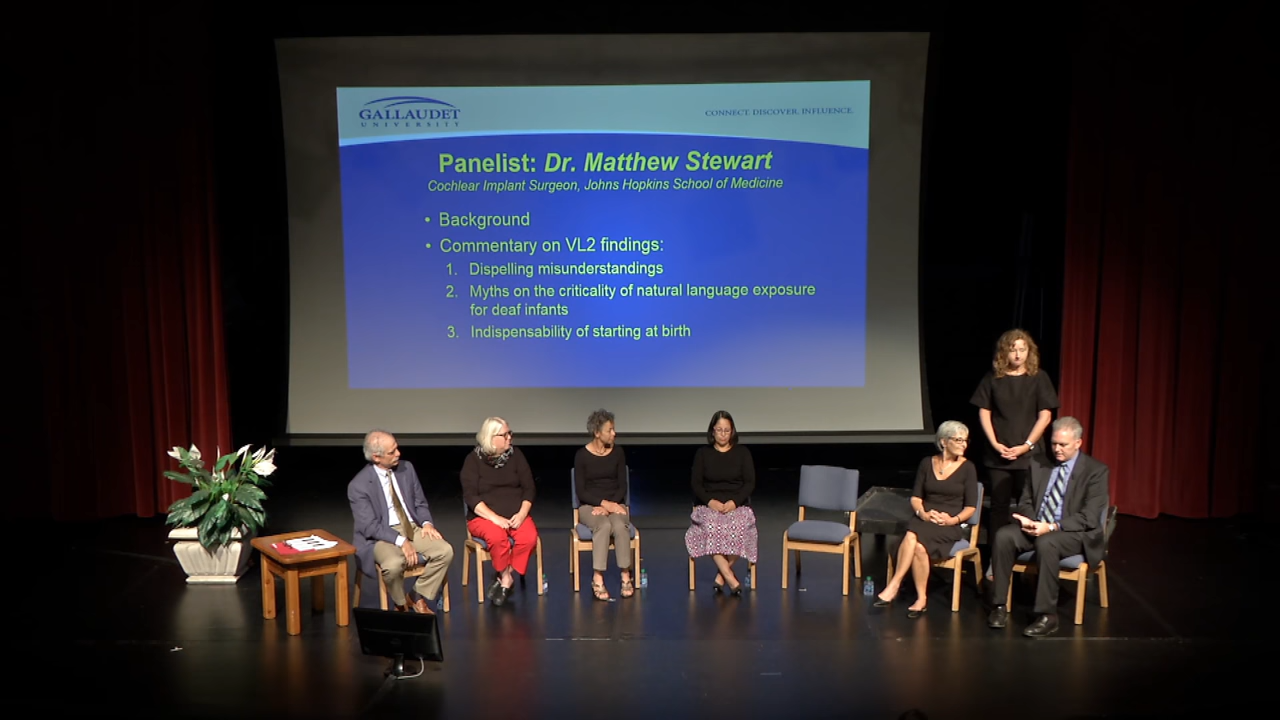 GALLAUDET
UNIVERSITY
CONNECT. DISCOVER. INFLUENCE.
Panelist: Dr. Matthew Stewart
Cochlear Implant Surgeon, Johns Hopkins School of Medicine
• Background
• Commentary on VL2 findings:
1. Dispelling misunderstandings
2. Myths on the criticality of natural language exposure
for deaf infants
3. Indispensability of starting at birth